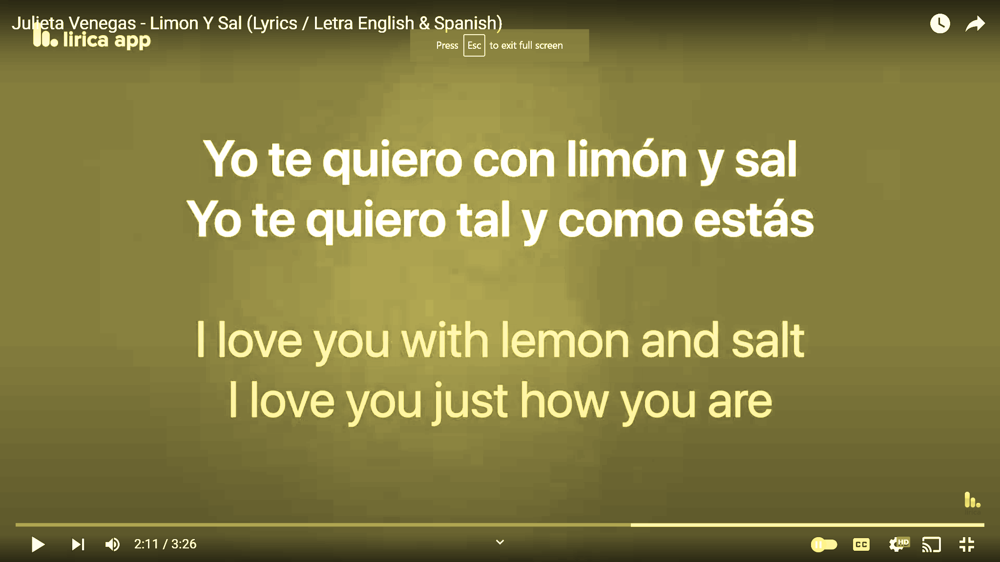 Julieta Venegas - Limon Y Sal (Lyrics / Letra English & Spanish)
lirica app
Press Esc to exit full screen
Yo te quiero con limón y sal
Yo te quiero tal y como estás
I love you with lemon and salt
I love you just how you are
lirica
2:11 / 3:26
CC
HD